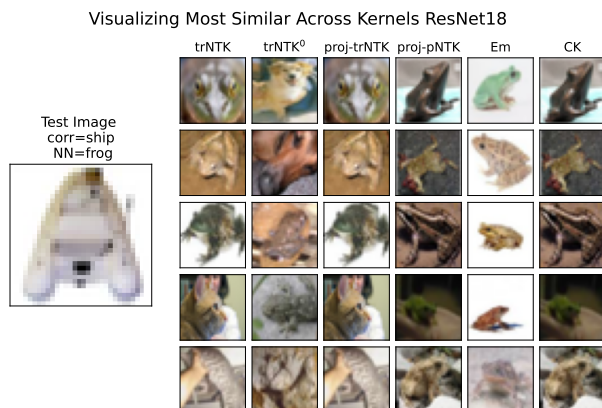 Visualizing Most Similar Across Kernels ResNet18
trNTK trNTK⁰ proj-trNTK proj-pNTK Em CK
Test Image
corr=ship
NN=frog